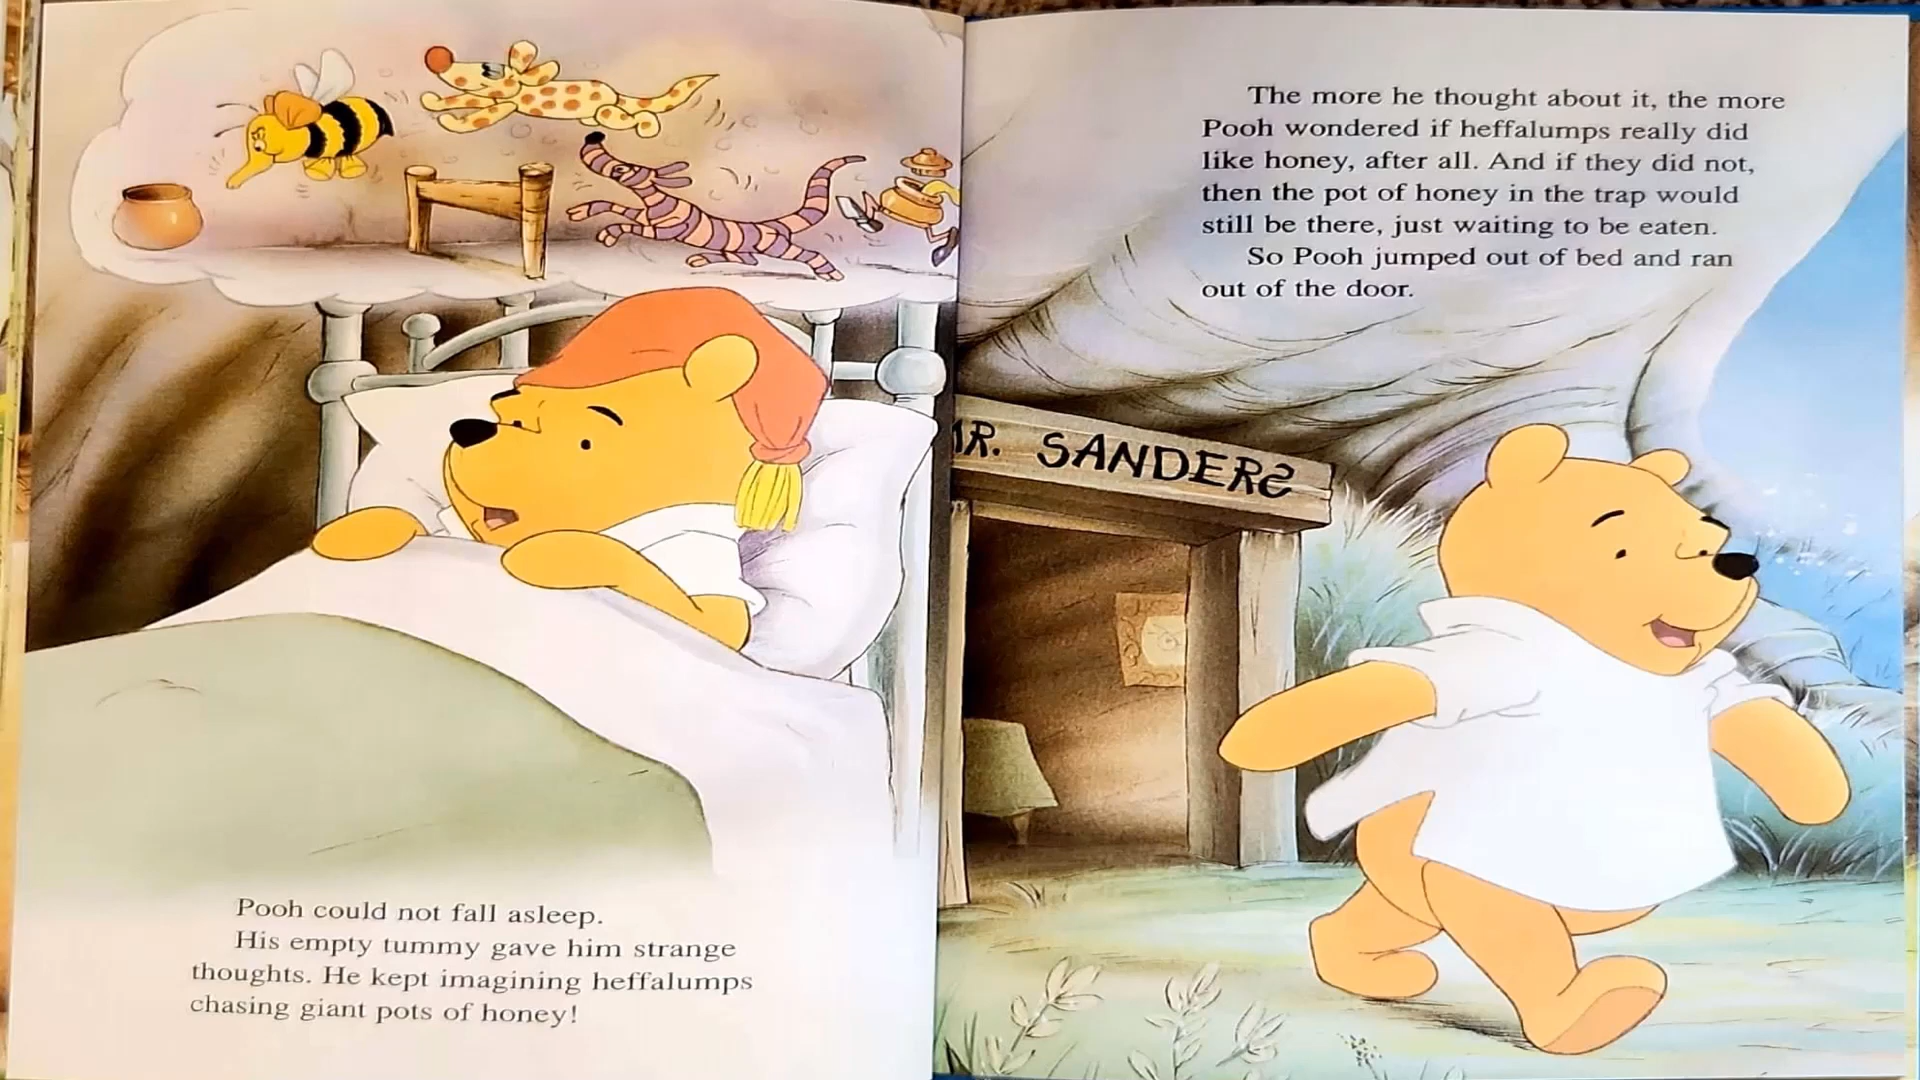 Pooh could not fall asleep.
His empty tummy gave him strange
thoughts. He kept imagining heffalumps
chasing giant pots of honey!
The more he thought about it, the more
Pooh wondered if heffalumps really did
like honey, after all. And if they did not,
then the pot of honey in the trap would
still be there, just waiting to be eaten.
So Pooh jumped out of bed and ran
out of the door.
MR. SANDERS